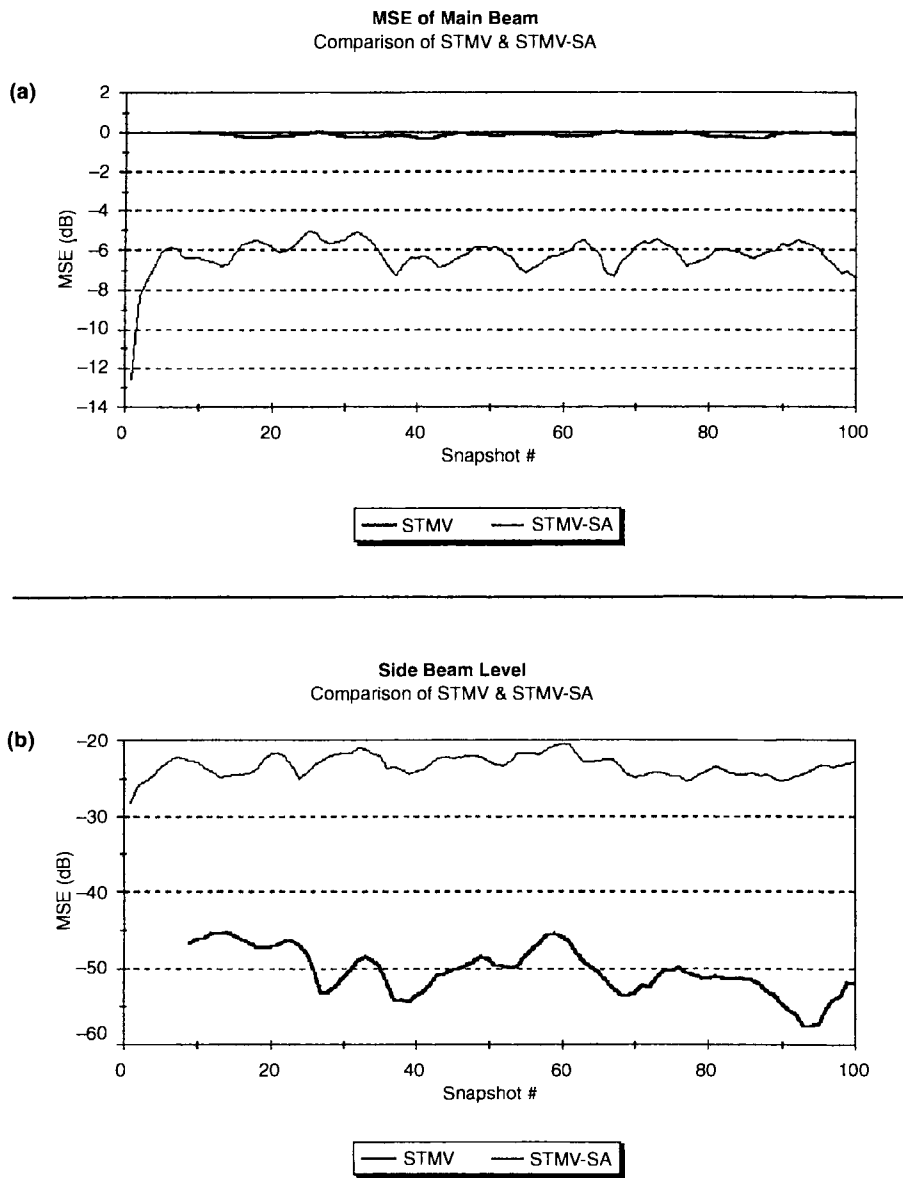 MSE of Main Beam
Comparison of STMV & STMV-SA
(a)
2
0
−2
−4
−6
−8
−10
−12
−14
MSE (dB)
0 20 40 60 80 100
Snapshot #
STMV STMV-SA
Side Beam Level
Comparison of STMV & STMV-SA
(b)
−20
−30
−40
−50
−60
MSE (dB)
0 20 40 60 80 100
Snapshot #
STMV STMV-SA